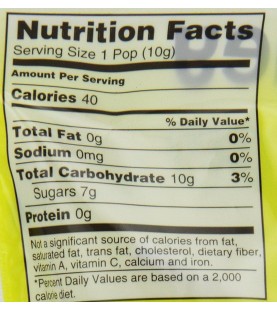 Nutrition Facts
Serving Size 1 Pop (10g)
Amount Per Serving
Calories 40
% Daily Value*
Total Fat 0g 0%
Sodium 0mg 0%
Total Carbohydrate 10g 3%
Sugars 7g
Protein 0g
Not a significant source of calories from fat,
saturated fat, trans fat, cholesterol, dietary fiber,
vitamin A, vitamin C, calcium and iron.
*Percent Daily Values are based on a 2,000
calorie diet.